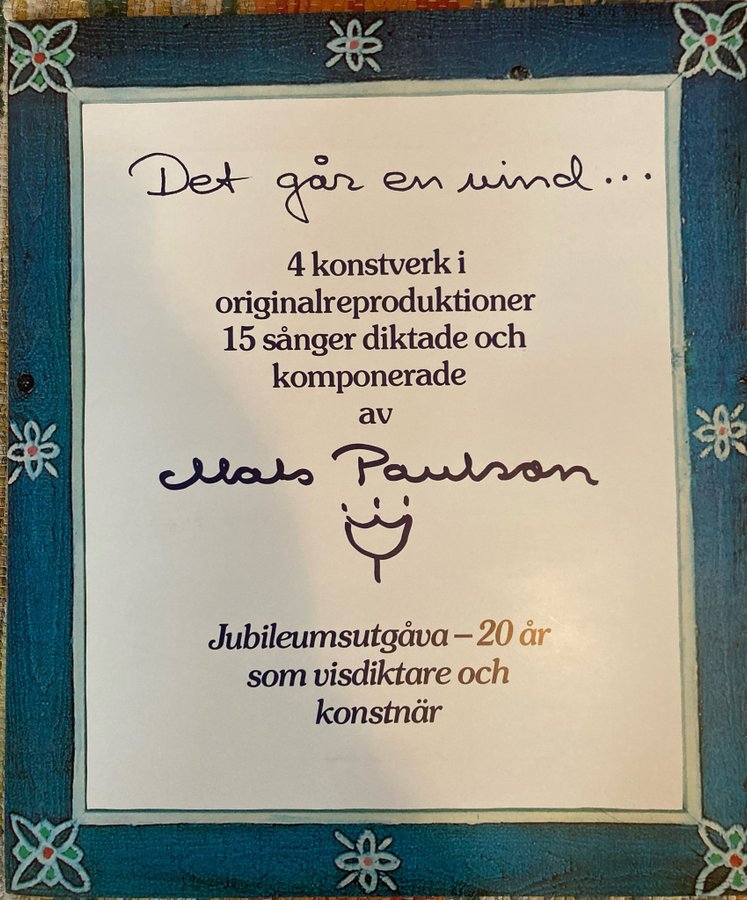 Det går en vind...
4 konstverk i
originalreproduktioner
15 sånger diktade och
komponerade
av
Mats Paulson
Jubileumsutgåva – 20 år
som visdiktare och
konstnär